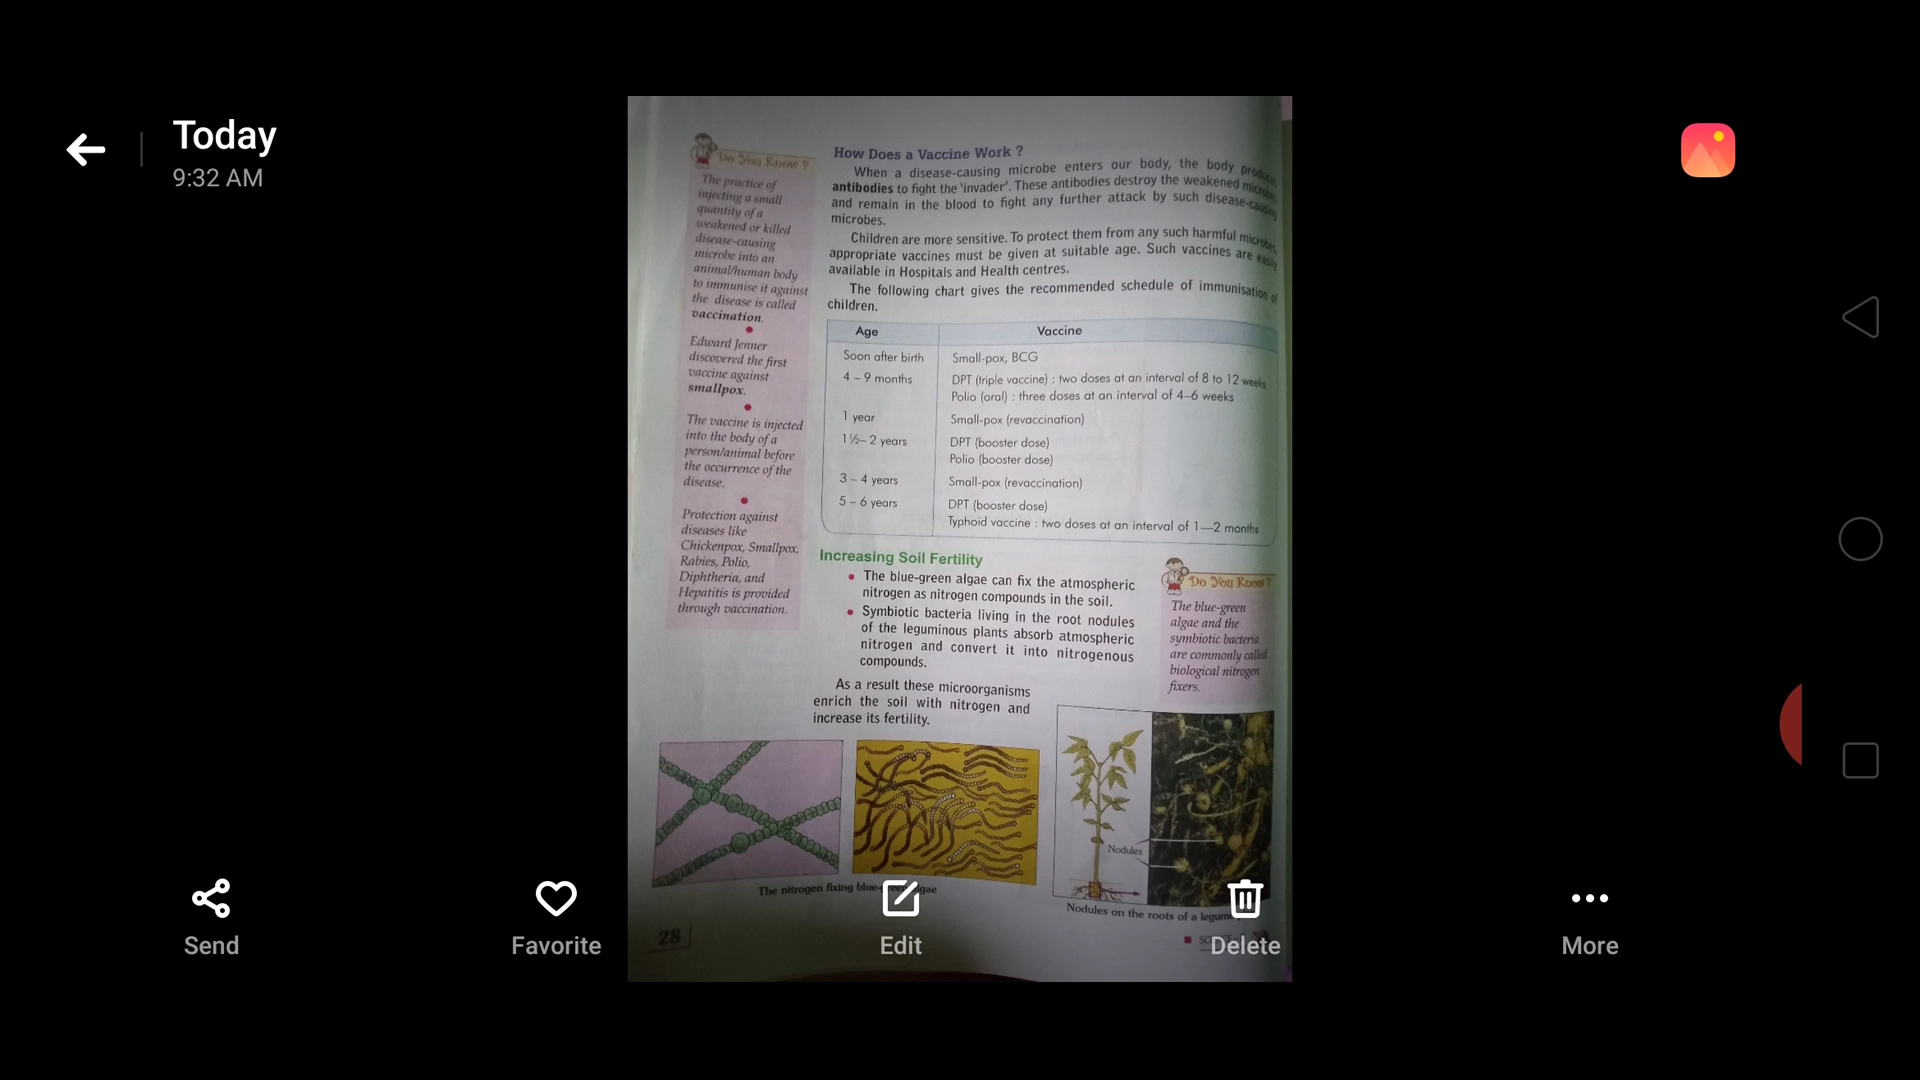 Today
9:32 AM
Do You Know ?
The practice of
injecting a small
quantity of a
weakened or killed
disease-causing
microbe into an
animal/human body
to immunise it against
the disease is called
vaccination.
Edward Jenner
discovered the first
vaccine against
smallpox.
The vaccine is injected
into the body of a
person/animal before
the occurrence of the
disease.
Protection against
diseases like
Chickenpox, Smallpox,
Rabies, Polio,
Diphtheria, and
Hepatitis is provided
through vaccination.
How Does a Vaccine Work ?
When a disease-causing microbe enters our body, the body produces
antibodies to fight the 'invader'. These antibodies destroy the weakened microbes
and remain in the blood to fight any further attack by such disease-causing
microbes.
Children are more sensitive. To protect them from any such harmful microbes,
appropriate vaccines must be given at suitable age. Such vaccines are easily
available in Hospitals and Health centres.
The following chart gives the recommended schedule of immunisation of
children.
Age Vaccine
Soon after birth Small-pox, BCG
4 – 9 months DPT (triple vaccine) : two doses at an interval of 8 to 12 weeks
Polio (oral) : three doses at an interval of 4–6 weeks
1 year Small-pox (revaccination)
1½– 2 years DPT (booster dose)
Polio (booster dose)
3 – 4 years Small-pox (revaccination)
5 – 6 years DPT (booster dose)
Typhoid vaccine : two doses at an interval of 1—2 months
Increasing Soil Fertility
• The blue-green algae can fix the atmospheric
nitrogen as nitrogen compounds in the soil.
• Symbiotic bacteria living in the root nodules
of the leguminous plants absorb atmospheric
nitrogen and convert it into nitrogenous
compounds.
As a result these microorganisms
enrich the soil with nitrogen and
increase its fertility.
Do You Know ?
The blue-green
algae and the
symbiotic bacteria
are commonly called
biological nitrogen
fixers.
Nodules
The nitrogen fixing
Nodules on the roots of a
28
Send
Favorite
Edit
Delete
More